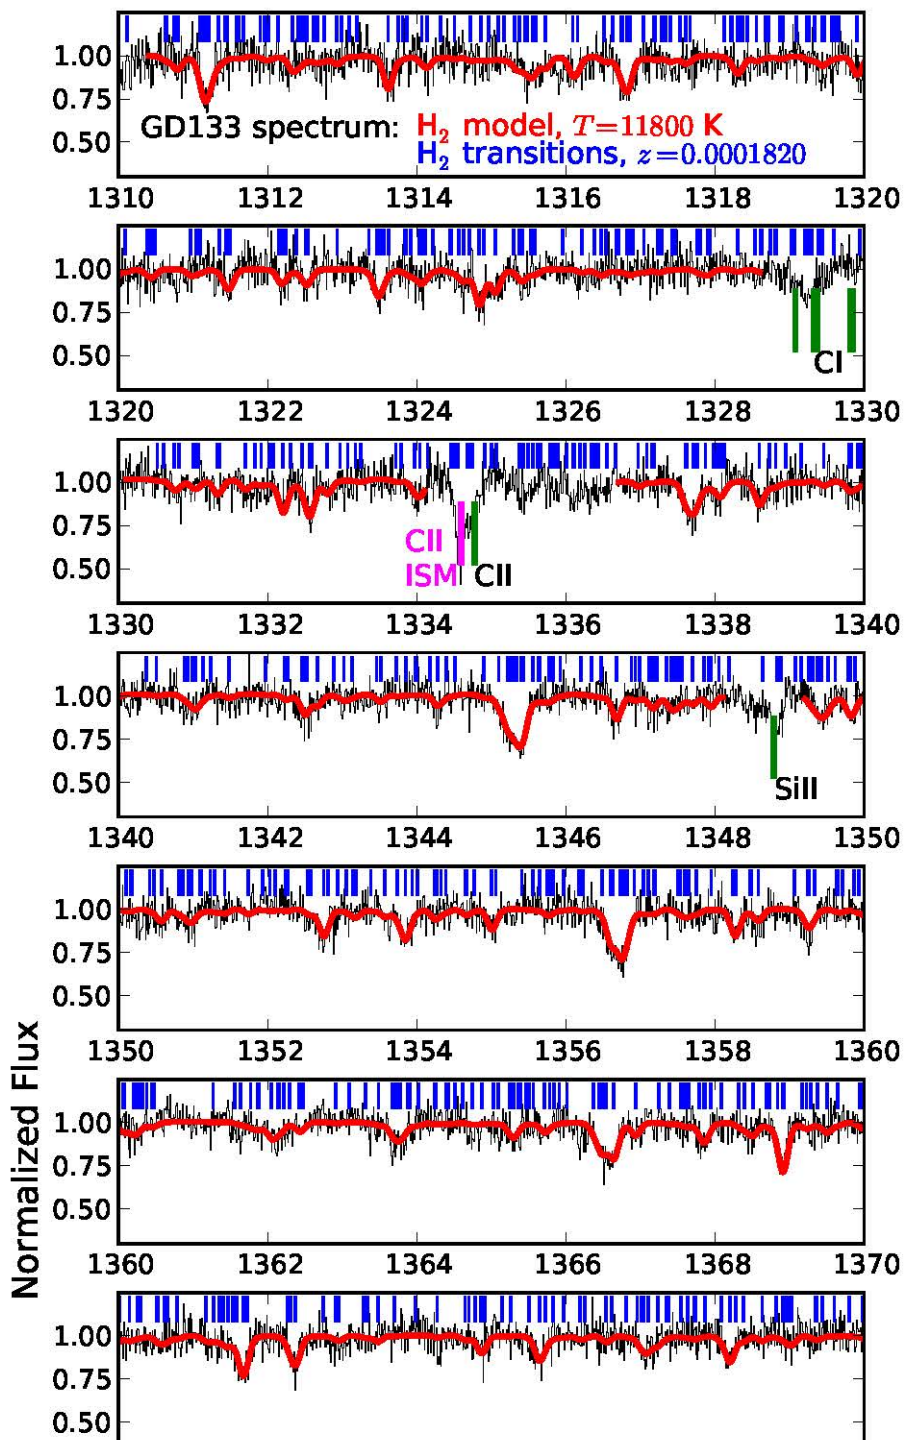 1.00
0.75
0.50
GD133 spectrum: H₂ model, T=11800 K
H₂ transitions, z=0.0001820
1310 1312 1314 1316 1318 1320
1.00
0.75
0.50
CI
1320 1322 1324 1326 1328 1330
1.00
0.75
0.50
CII
ISM CII
1330 1332 1334 1336 1338 1340
1.00
0.75
0.50
SiII
1340 1342 1344 1346 1348 1350
1.00
0.75
0.50
1350 1352 1354 1356 1358 1360
Normalized Flux
1.00
0.75
0.50
1360 1362 1364 1366 1368 1370
1.00
0.75
0.50